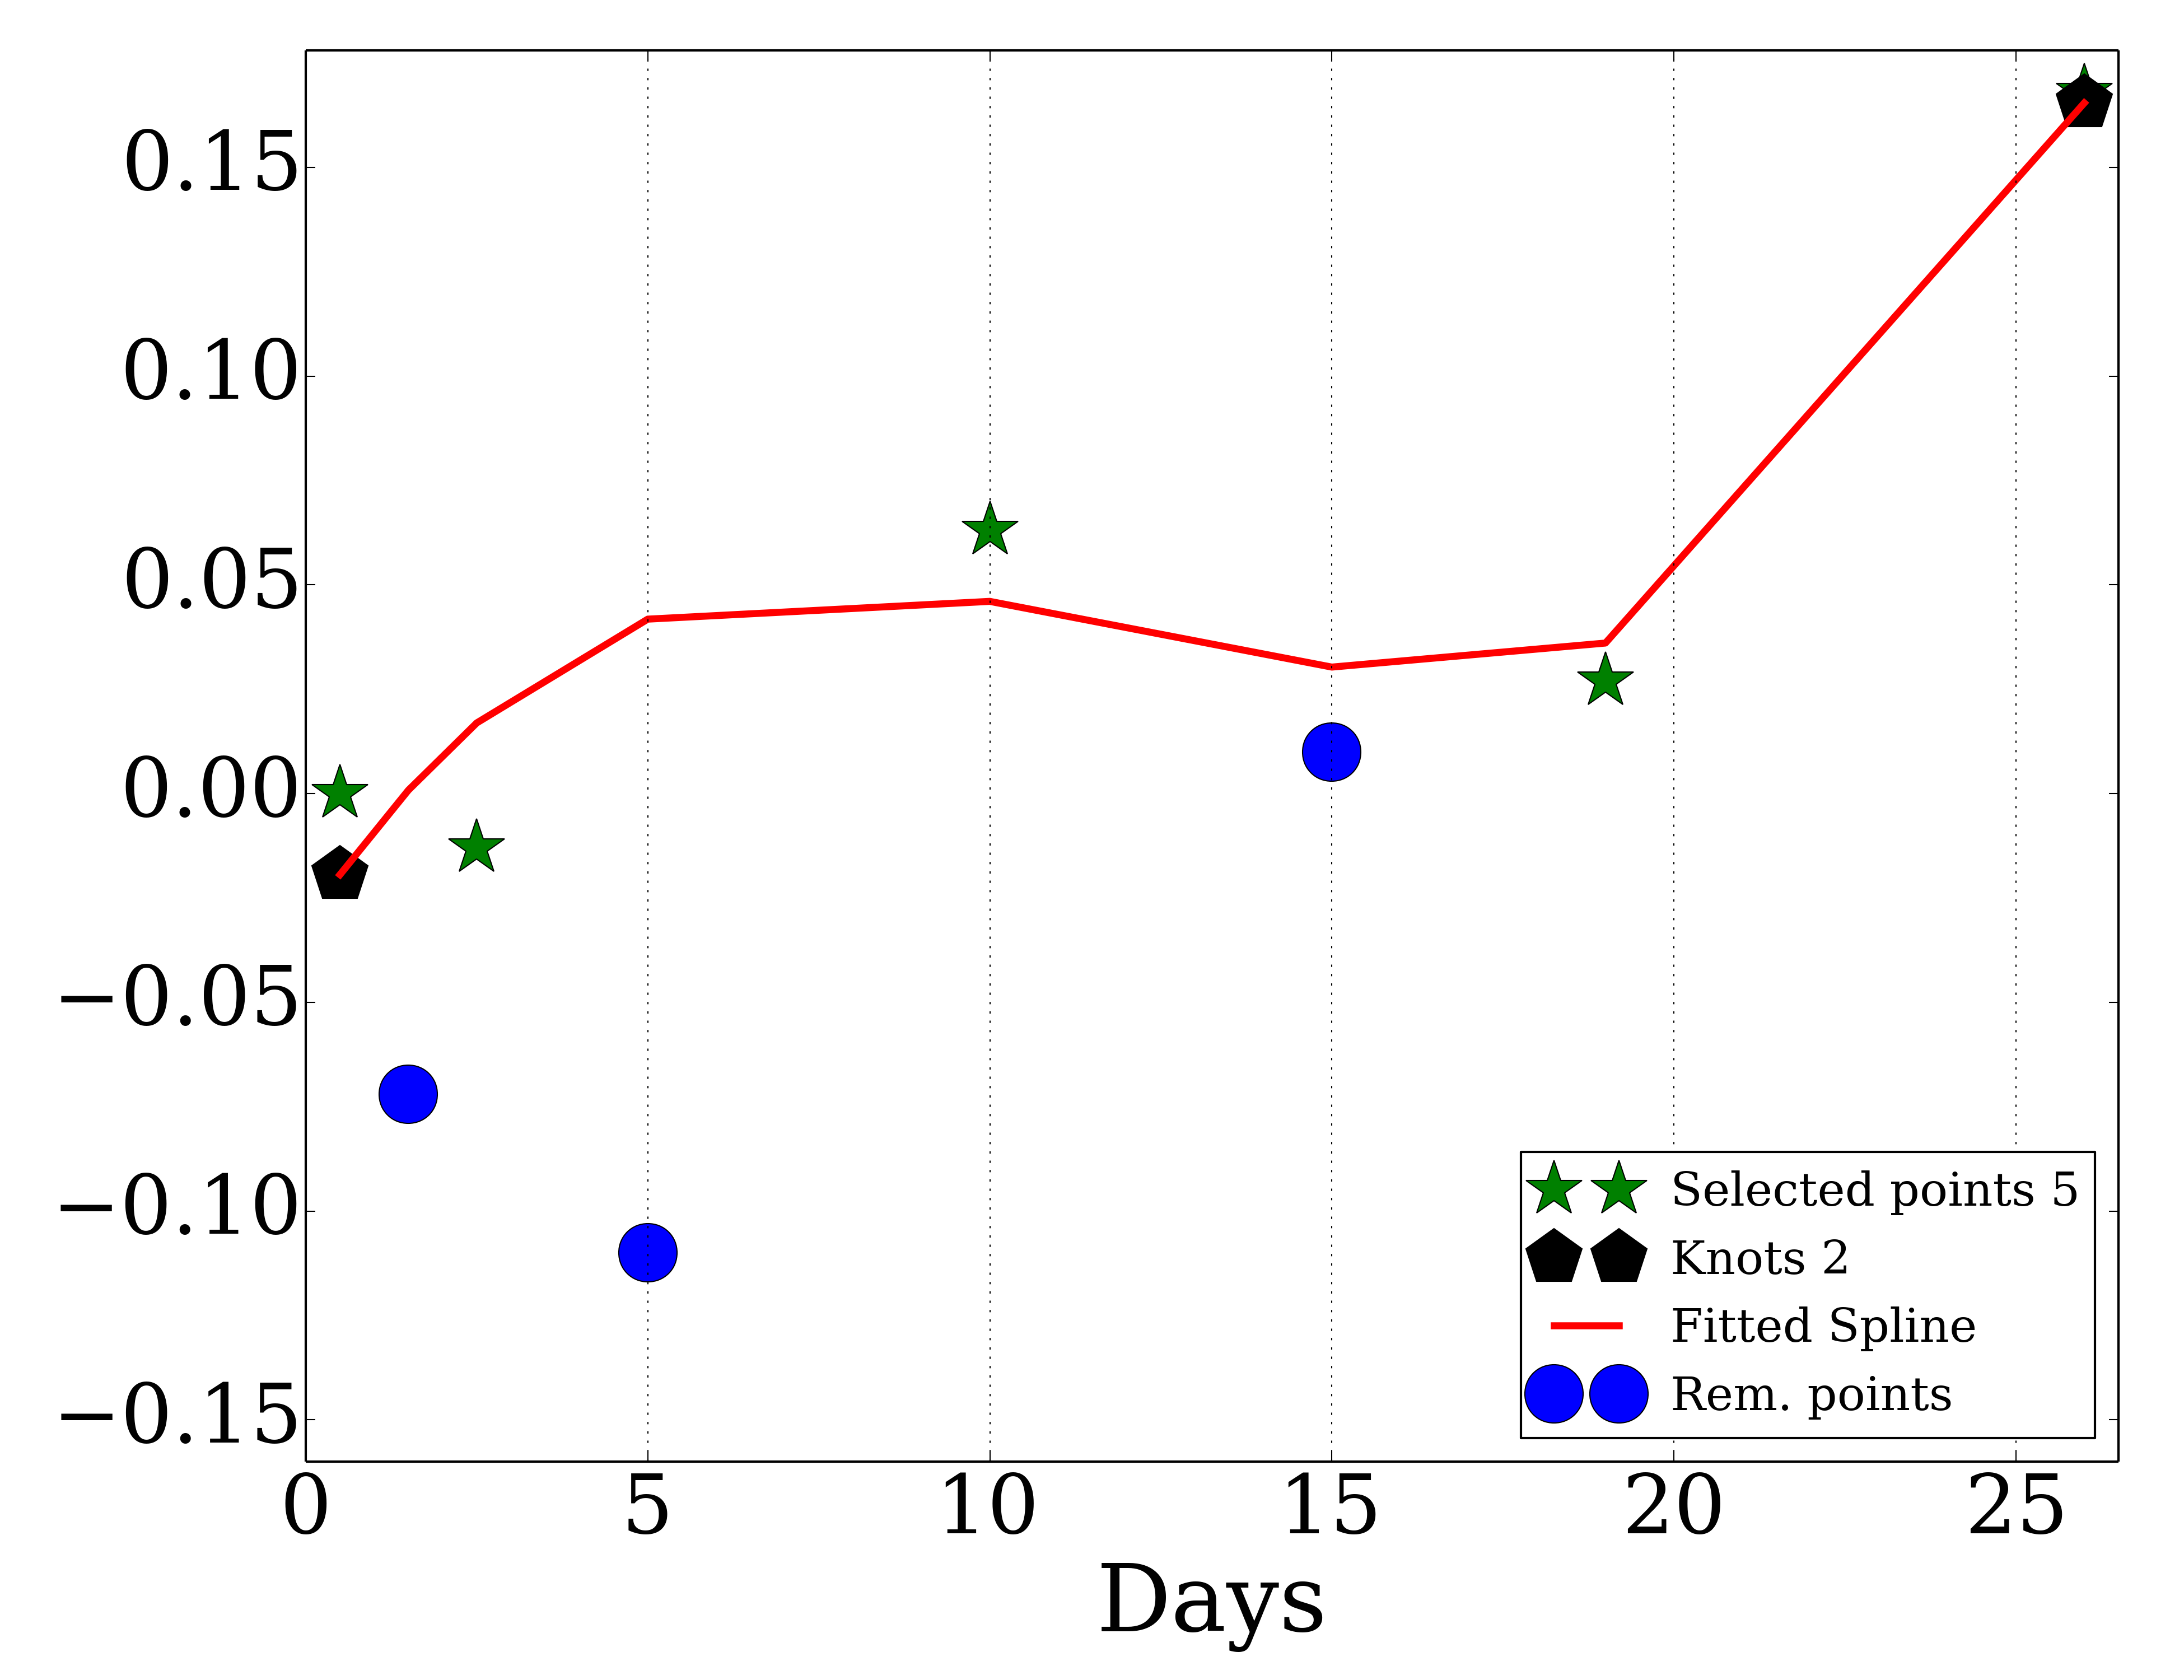 0.15
0.10
0.05
0.00
−0.05
−0.10
−0.15
Selected points 5
Knots 2
Fitted Spline
Rem. points
0 5 10 15 20 25
Days